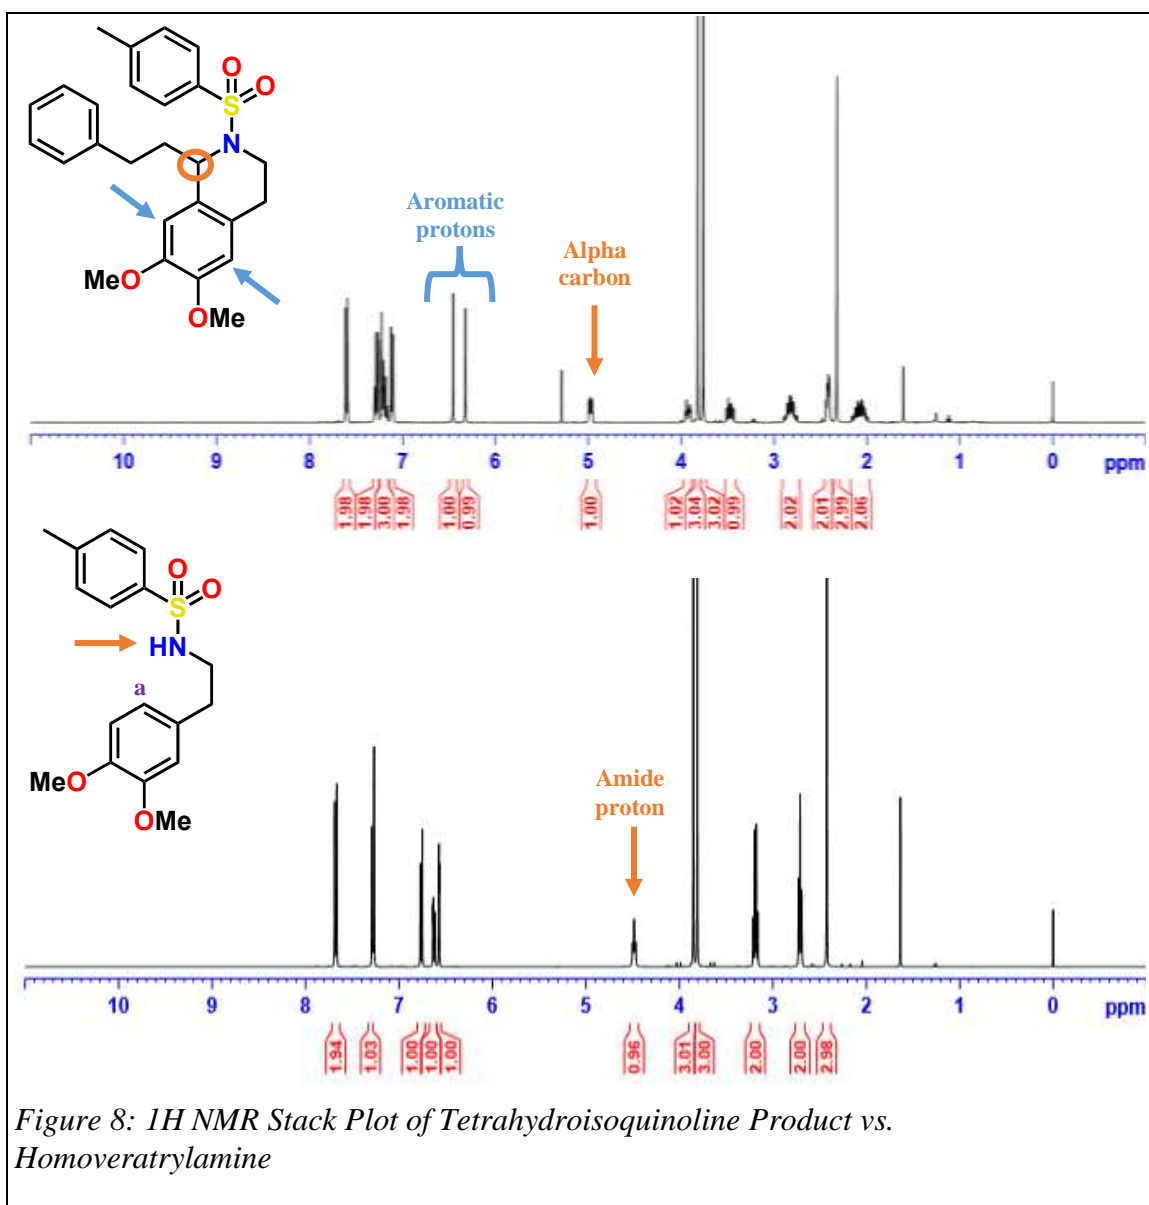 O
O
S
N
MeO
OMe
Aromatic
protons
Alpha
carbon
10 9 8 7 6 5 4 3 2 1 0 ppm
1.98 1.98 3.00 1.98 1.00 0.99 1.00 1.02 3.04 3.02 0.99 2.02 2.01 2.99 2.06
O
O
S
HN
a
MeO
OMe
Amide
proton
10 9 8 7 6 5 4 3 2 1 0 ppm
1.94 1.03 1.00 1.00 1.00 0.96 3.01 3.00 2.00 2.00 2.98
Figure 8: 1H NMR Stack Plot of Tetrahydroisoquinoline Product vs.
Homoveratrylamine